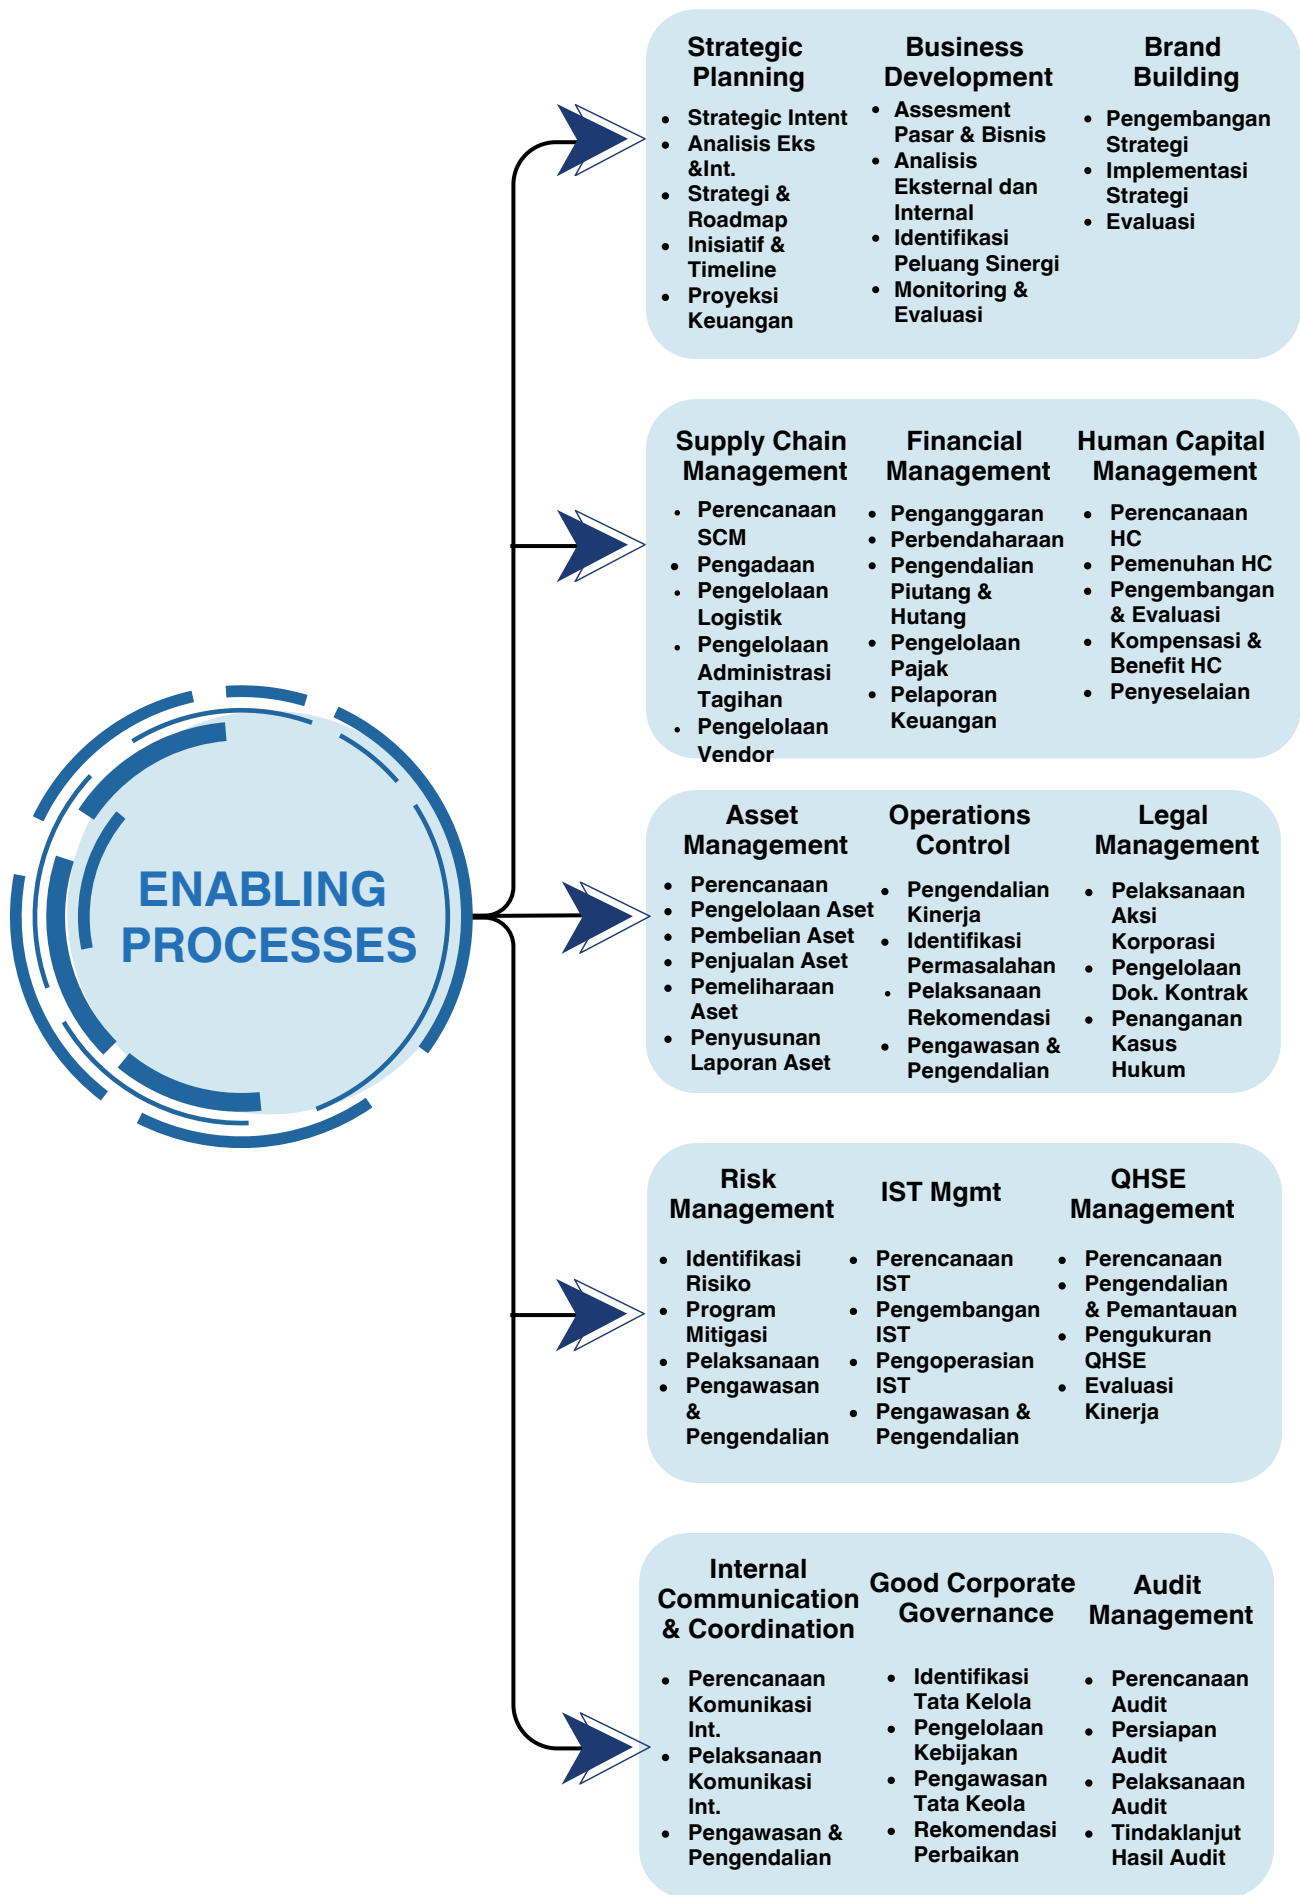 ENABLING
PROCESSES
Strategic
Planning
Strategic Intent
Analisis Eks
&Int.
Strategi &
Roadmap
Inisiatif &
Timeline
Proyeksi
Keuangan
Business
Development
Assesment
Pasar & Bisnis
Analisis
Eksternal dan
Internal
Identifikasi
Peluang Sinergi
Monitoring &
Evaluasi
Brand
Building
Pengembangan
Strategi
Implementasi
Strategi
Evaluasi
Supply Chain
Management
Perencanaan
SCM
Pengadaan
Pengelolaan
Logistik
Pengelolaan
Administrasi
Tagihan
Pengelolaan
Vendor
Financial
Management
Penganggaran
Perbendaharaan
Pengendalian
Piutang &
Hutang
Pengelolaan
Pajak
Pelaporan
Keuangan
Human Capital
Management
Perencanaan
HC
Pemenuhan HC
Pengembangan
& Evaluasi
Kompensasi &
Benefit HC
Penyeselaian
Asset
Management
Perencanaan
Pengelolaan Aset
Pembelian Aset
Penjualan Aset
Pemeliharaan
Aset
Penyusunan
Laporan Aset
Operations
Control
Pengendalian
Kinerja
Identifikasi
Permasalahan
Pelaksanaan
Rekomendasi
Pengawasan &
Pengendalian
Legal
Management
Pelaksanaan
Aksi
Korporasi
Pengelolaan
Dok. Kontrak
Penanganan
Kasus
Hukum
Risk
Management
Identifikasi
Risiko
Program
Mitigasi
Pelaksanaan
Pengawasan
&
Pengendalian
IST Mgmt
Perencanaan
IST
Pengembangan
IST
Pengoperasian
IST
Pengawasan &
Pengendalian
QHSE
Management
Perencanaan
Pengendalian
& Pemantauan
Pengukuran
QHSE
Evaluasi
Kinerja
Internal
Communication
& Coordination
Perencanaan
Komunikasi
Int.
Pelaksanaan
Komunikasi
Int.
Pengawasan &
Pengendalian
Good Corporate
Governance
Identifikasi
Tata Kelola
Pengelolaan
Kebijakan
Pengawasan
Tata Keola
Rekomendasi
Perbaikan
Audit
Management
Perencanaan
Audit
Persiapan
Audit
Pelaksanaan
Audit
Tindaklanjut
Hasil Audit